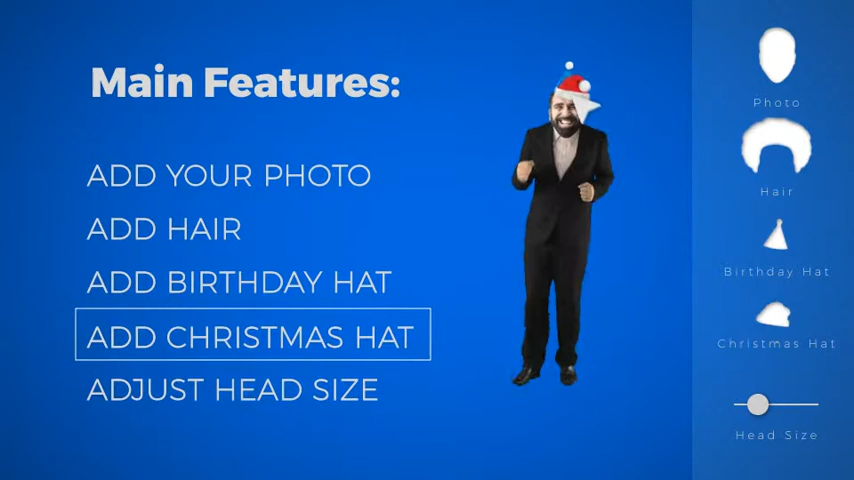 Main Features:
ADD YOUR PHOTO
ADD HAIR
ADD BIRTHDAY HAT
ADD CHRISTMAS HAT
ADJUST HEAD SIZE
Photo
Hair
Birthday Hat
Christmas Hat
Head Size